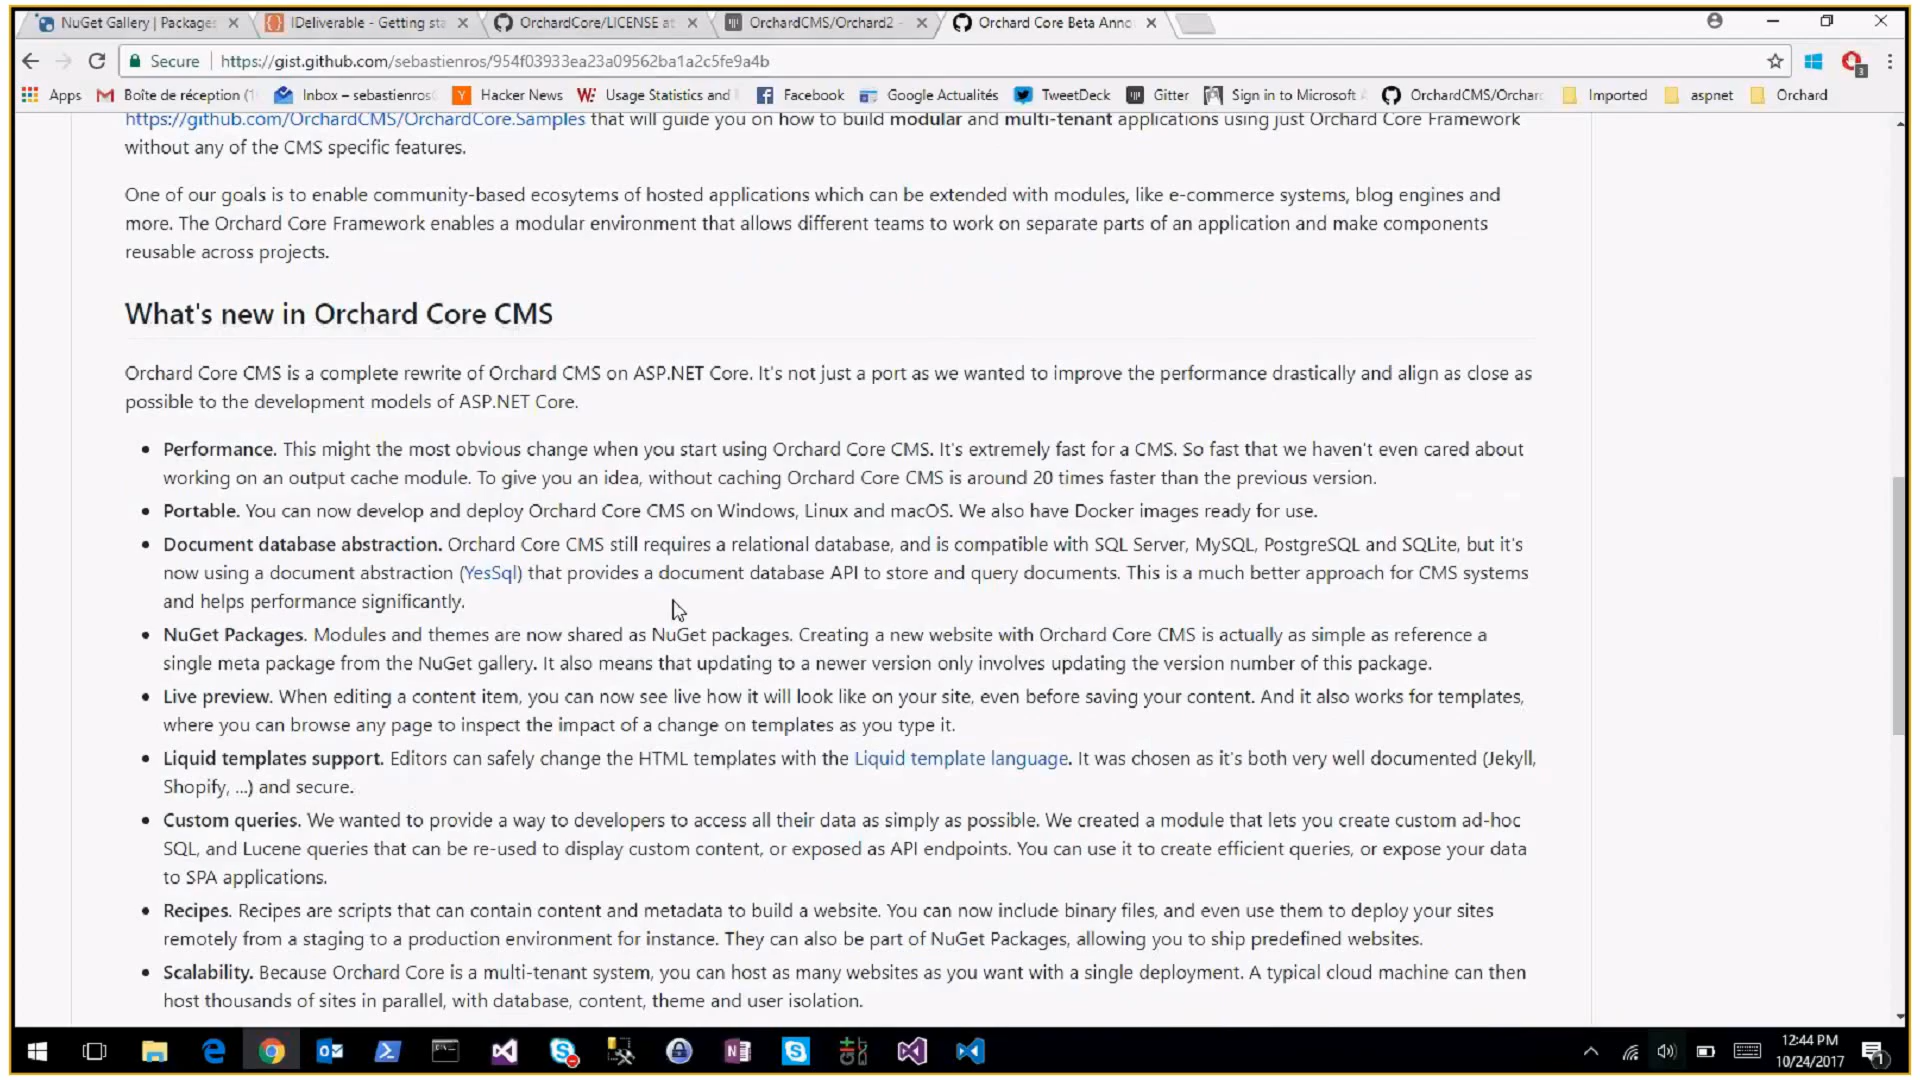 NuGet Gallery | Packages
IDeliverable - Getting sta
OrchardCore/LICENSE at
OrchardCMS/Orchard2 -
Orchard Core Beta Anno
Secure
https://gist.github.com/sebastienros/954f03933ea23a09562ba1a2c5fe9a4b
3
Apps
Boîte de réception (1
Inbox – sebastienros
Hacker News
Usage Statistics and
Facebook
Google Actualités
TweetDeck
Gitter
Sign in to Microsoft
OrchardCMS/Orchar
Imported
aspnet
Orchard
https://github.com/OrchardCMS/OrchardCore.Samples that will guide you on how to build modular and multi-tenant applications using just Orchard Core Framework
without any of the CMS specific features.
One of our goals is to enable community-based ecosytems of hosted applications which can be extended with modules, like e-commerce systems, blog engines and
more. The Orchard Core Framework enables a modular environment that allows different teams to work on separate parts of an application and make components
reusable across projects.
What's new in Orchard Core CMS
Orchard Core CMS is a complete rewrite of Orchard CMS on ASP.NET Core. It's not just a port as we wanted to improve the performance drastically and align as close as
possible to the development models of ASP.NET Core.
• Performance. This might the most obvious change when you start using Orchard Core CMS. It's extremely fast for a CMS. So fast that we haven't even cared about
working on an output cache module. To give you an idea, without caching Orchard Core CMS is around 20 times faster than the previous version.
• Portable. You can now develop and deploy Orchard Core CMS on Windows, Linux and macOS. We also have Docker images ready for use.
• Document database abstraction. Orchard Core CMS still requires a relational database, and is compatible with SQL Server, MySQL, PostgreSQL and SQLite, but it's
now using a document abstraction (YesSql) that provides a document database API to store and query documents. This is a much better approach for CMS systems
and helps performance significantly.
• NuGet Packages. Modules and themes are now shared as NuGet packages. Creating a new website with Orchard Core CMS is actually as simple as reference a
single meta package from the NuGet gallery. It also means that updating to a newer version only involves updating the version number of this package.
• Live preview. When editing a content item, you can now see live how it will look like on your site, even before saving your content. And it also works for templates,
where you can browse any page to inspect the impact of a change on templates as you type it.
• Liquid templates support. Editors can safely change the HTML templates with the Liquid template language. It was chosen as it's both very well documented (Jekyll,
Shopify, ...) and secure.
• Custom queries. We wanted to provide a way to developers to access all their data as simply as possible. We created a module that lets you create custom ad-hoc
SQL, and Lucene queries that can be re-used to display custom content, or exposed as API endpoints. You can use it to create efficient queries, or expose your data
to SPA applications.
• Recipes. Recipes are scripts that can contain content and metadata to build a website. You can now include binary files, and even use them to deploy your sites
remotely from a staging to a production environment for instance. They can also be part of NuGet Packages, allowing you to ship predefined websites.
• Scalability. Because Orchard Core is a multi-tenant system, you can host as many websites as you want with a single deployment. A typical cloud machine can then
host thousands of sites in parallel, with database, content, theme and user isolation.
12:44 PM
10/24/2017
1